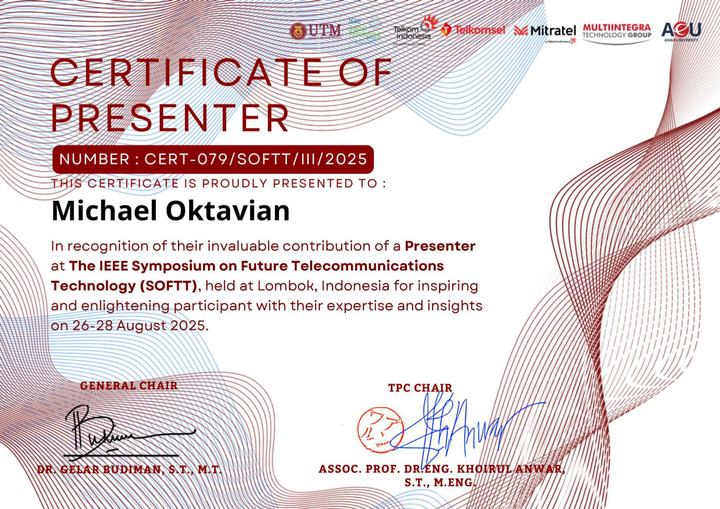 UTM
Telkom Indonesia
Telkomsel
Mitratel
MULTIINTEGRA
TECHNOLOGY GROUP
AeU
ASIA e UNIVERSITY
CERTIFICATE OF
PRESENTER
NUMBER : CERT-079/SOFTT/III/2025
THIS CERTIFICATE IS PROUDLY PRESENTED TO :
Michael Oktavian
In recognition of their invaluable contribution of a Presenter
at The IEEE Symposium on Future Telecommunications
Technology (SOFTT), held at Lombok, Indonesia for inspiring
and enlightening participant with their expertise and insights
on 26-28 August 2025.
GENERAL CHAIR
DR. GELAR BUDIMAN, S.T., M.T.
TPC CHAIR
ASSOC. PROF. DR.ENG. KHOIRUL ANWAR,
S.T., M.ENG.